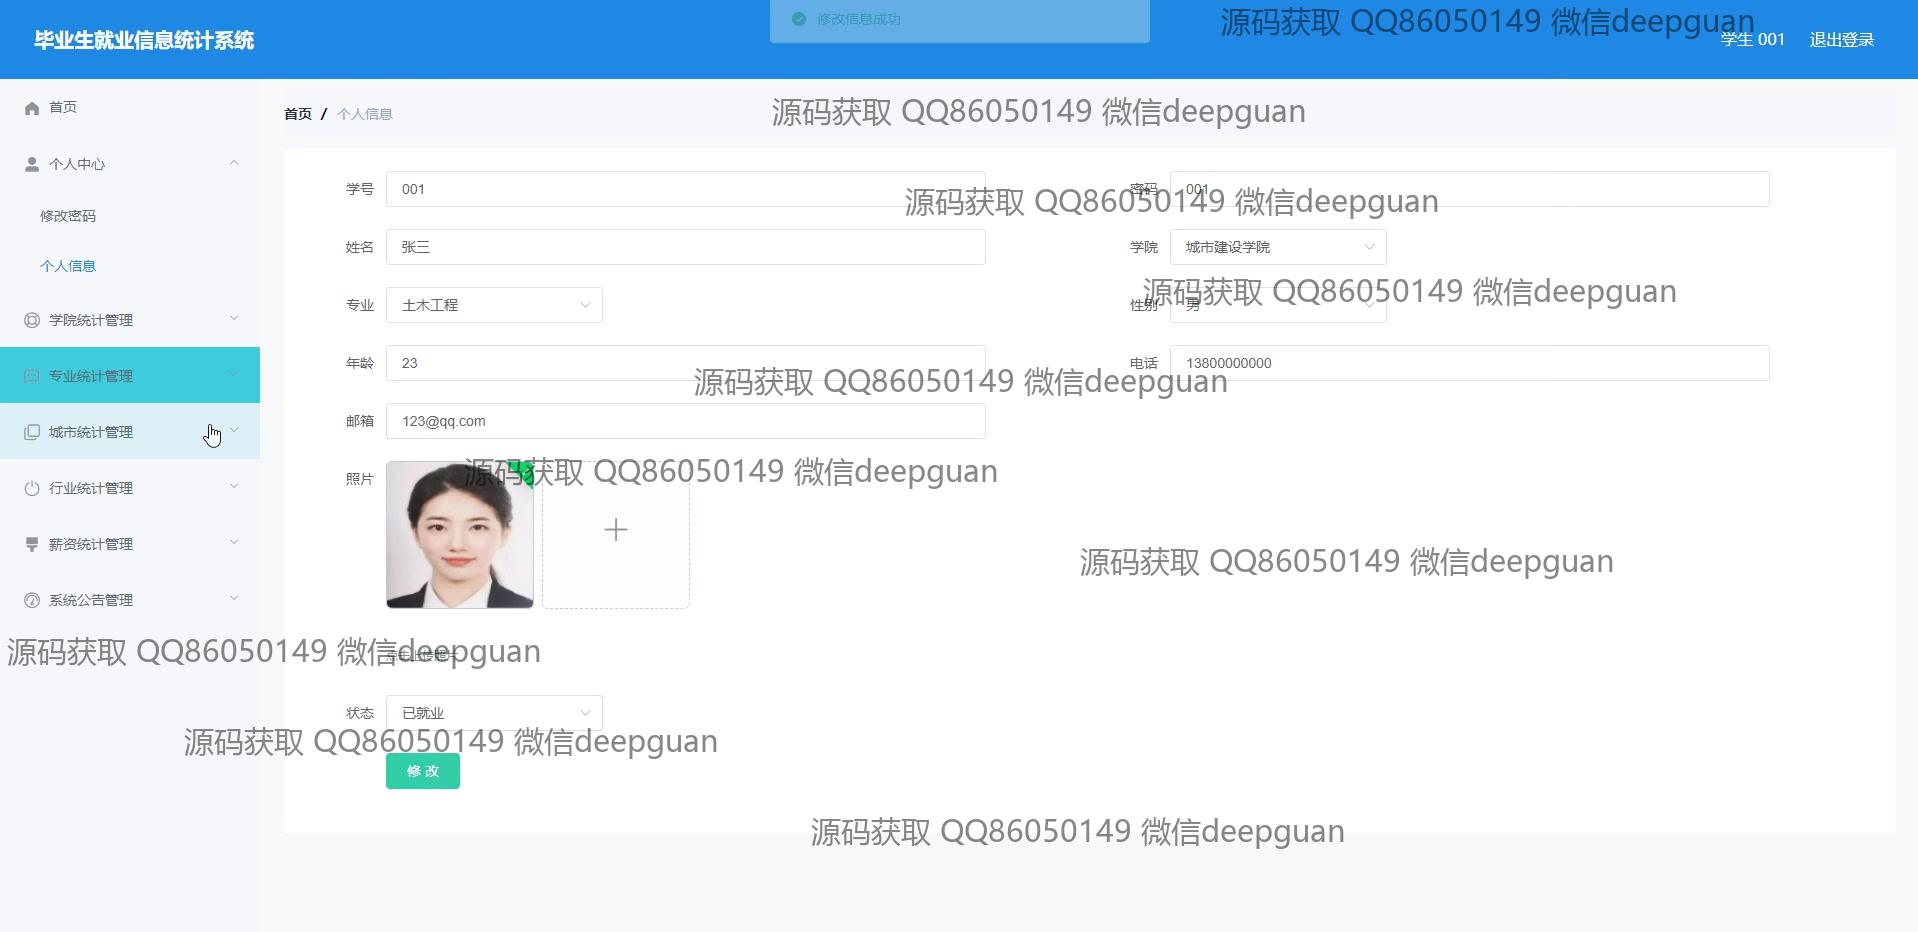 修改信息成功
源码获取 QQ86050149 微信deepguan
毕业生就业信息统计系统
学生 001
退出登录
首页
首页 / 个人信息
源码获取 QQ86050149 微信deepguan
个人中心
学号 001
密码 001
源码获取 QQ86050149 微信deepguan
修改密码
姓名 张三
学院 城市建设学院
个人信息
源码获取 QQ86050149 微信deepguan
专业 土木工程
性别 男
学院统计管理
年龄 23
电话 13800000000
专业统计管理
源码获取 QQ86050149 微信deepguan
邮箱 123@qq.com
城市统计管理
照片
源码获取 QQ86050149 微信deepguan
行业统计管理
薪资统计管理
源码获取 QQ86050149 微信deepguan
系统公告管理
源码获取 QQ86050149 微信deepguan
点击上传照片
状态 已就业
源码获取 QQ86050149 微信deepguan
修改
源码获取 QQ86050149 微信deepguan